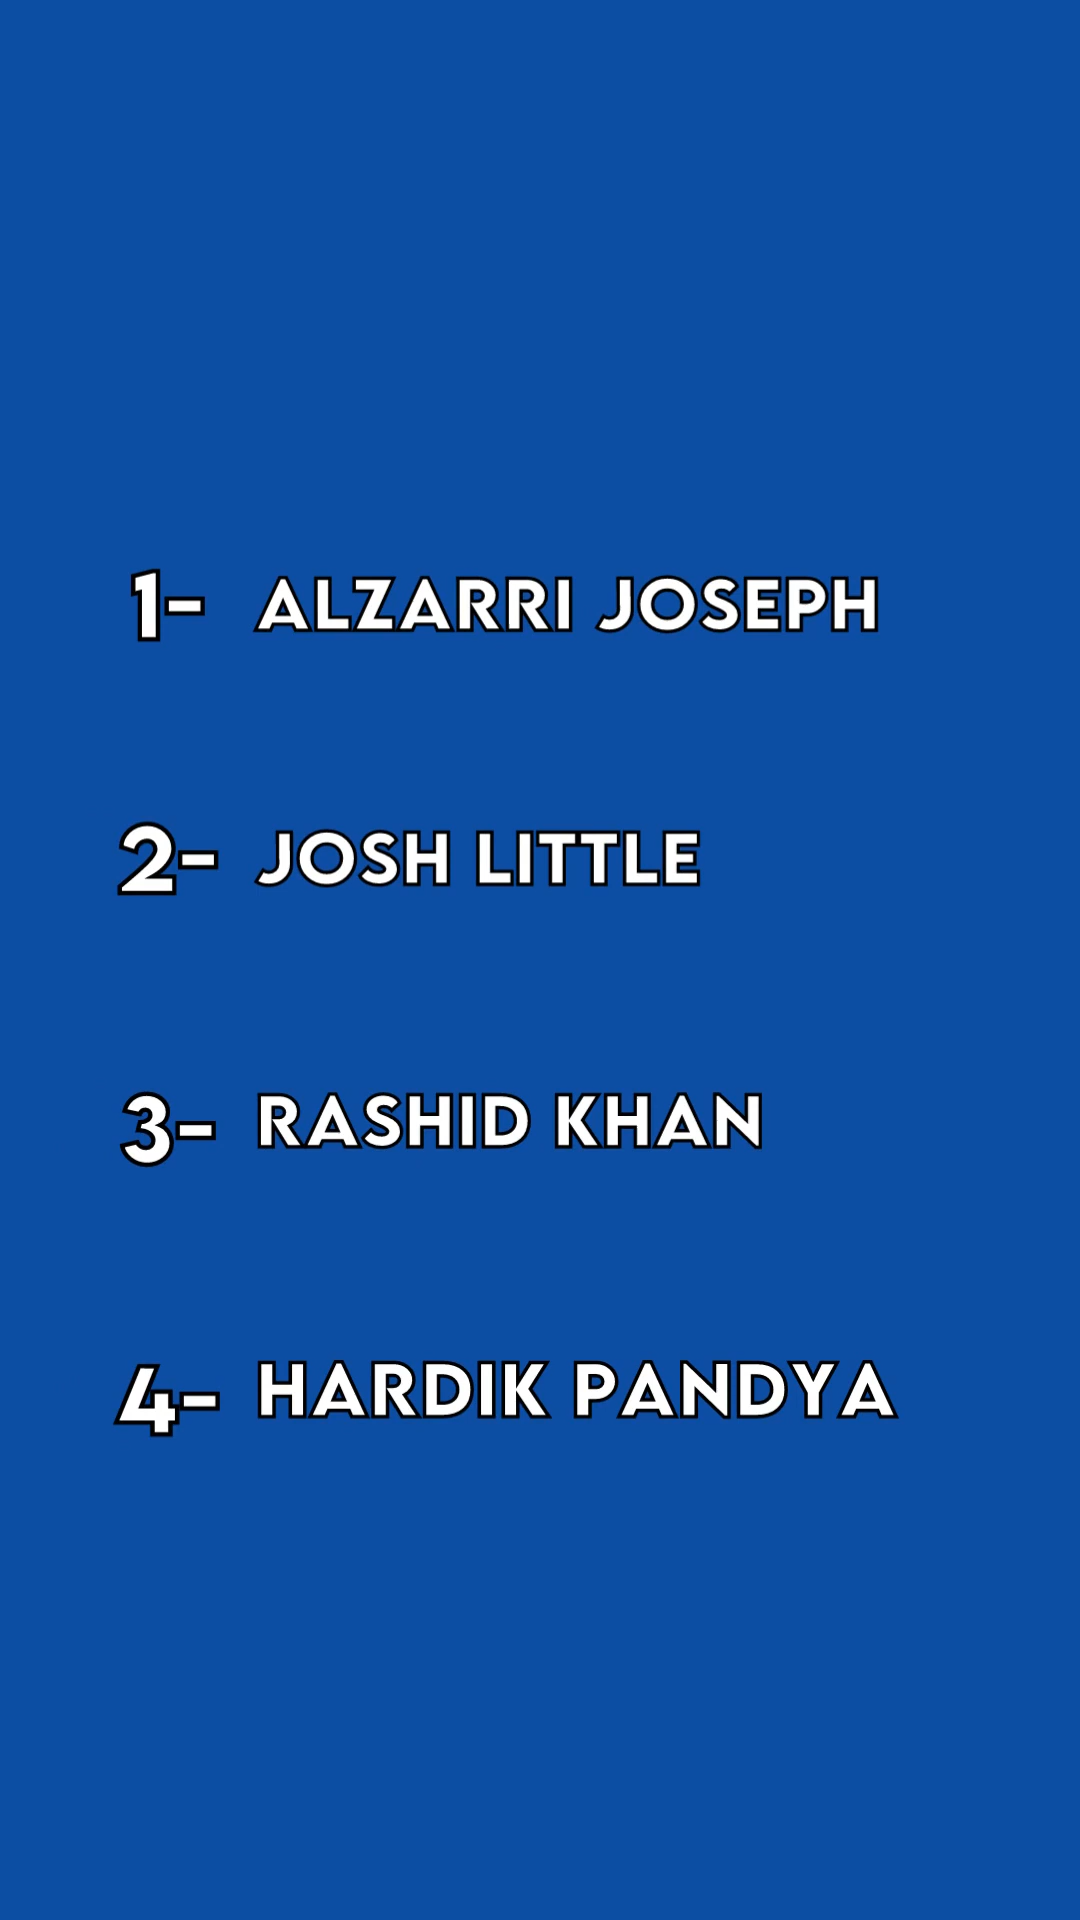 1- ALZARRI JOSEPH
2- JOSH LITTLE
3- RASHID KHAN
4- HARDIK PANDYA